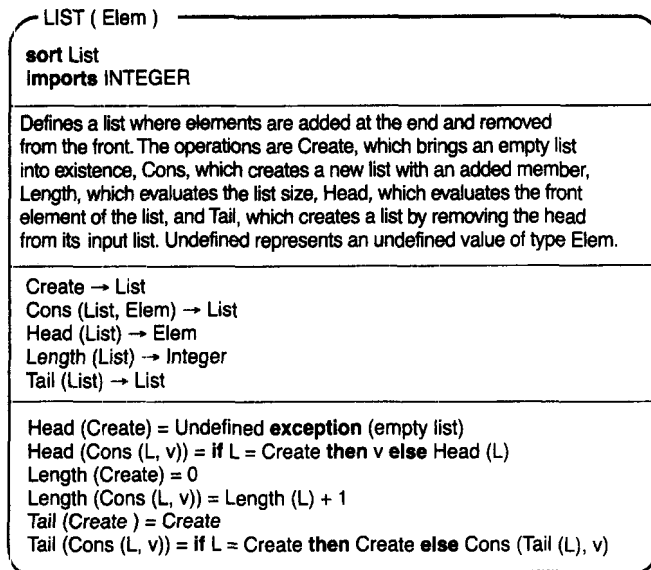 LIST ( Elem )
sort List
imports INTEGER
Defines a list where elements are added at the end and removed
from the front. The operations are Create, which brings an empty list
into existence, Cons, which creates a new list with an added member,
Length, which evaluates the list size, Head, which evaluates the front
element of the list, and Tail, which creates a list by removing the head
from its input list. Undefined represents an undefined value of type Elem.
Create → List
Cons (List, Elem) → List
Head (List) → Elem
Length (List) → Integer
Tail (List) → List
Head (Create) = Undefined exception (empty list)
Head (Cons (L, v)) = if L = Create then v else Head (L)
Length (Create) = 0
Length (Cons (L, v)) = Length (L) + 1
Tail (Create ) = Create
Tail (Cons (L, v)) = if L = Create then Create else Cons (Tail (L), v)